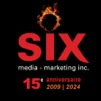 SIX
media - marketing inc.
15e anniversaire
2009 | 2024